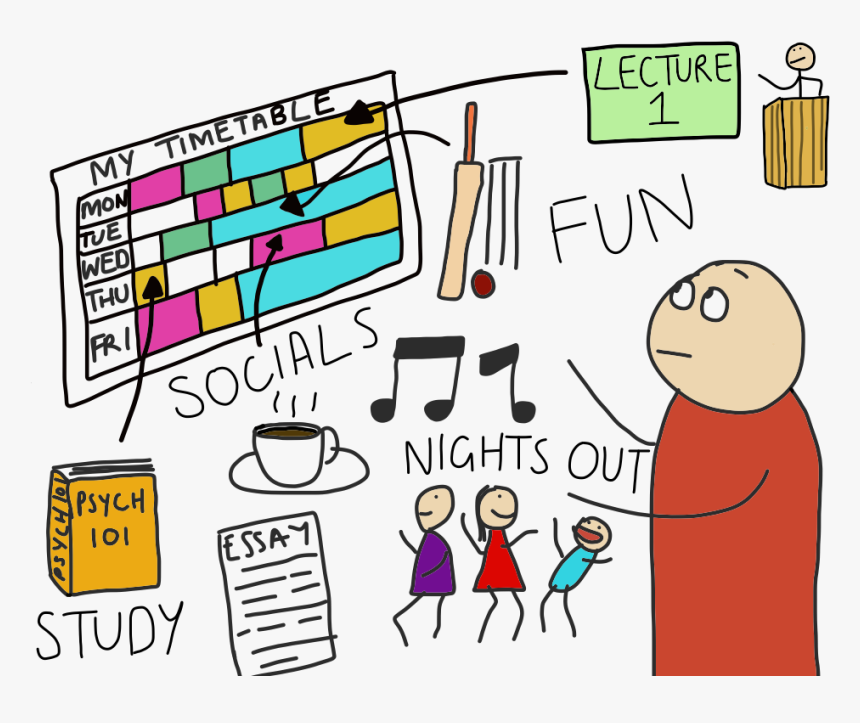 MY TIMETABLE
MON
TUE
WED
THU
FRI
LECTURE
1
FUN
SOCIALS
NIGHTS OUT
PSYCH 101
PSYCH
101
ESSAY
STUDY